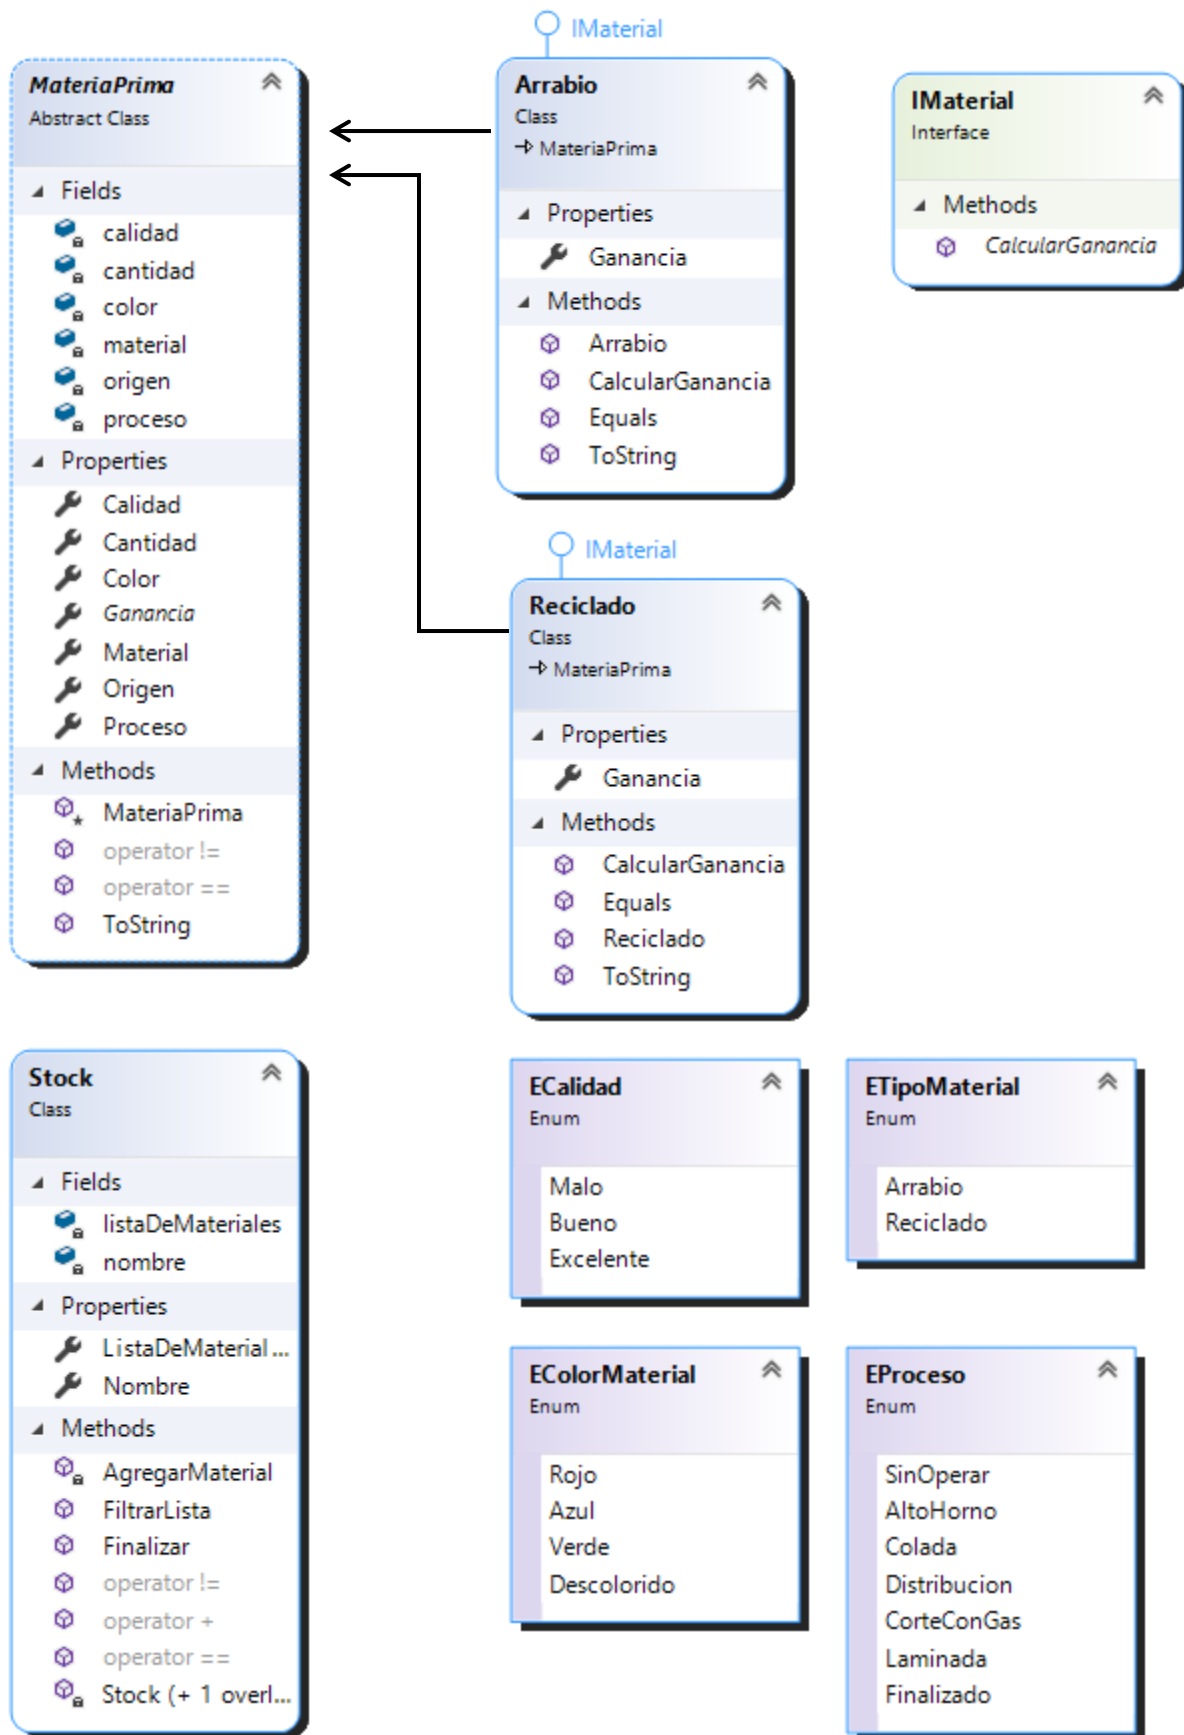 MateriaPrima
Abstract Class
Fields
calidad
cantidad
color
material
origen
proceso
Properties
Calidad
Cantidad
Color
Ganancia
Material
Origen
Proceso
Methods
MateriaPrima
operator !=
operator ==
ToString
IMaterial
Arrabio
Class
MateriaPrima
Properties
Ganancia
Methods
Arrabio
CalcularGanancia
Equals
ToString
IMaterial
Interface
Methods
CalcularGanancia
IMaterial
Reciclado
Class
MateriaPrima
Properties
Ganancia
Methods
CalcularGanancia
Equals
Reciclado
ToString
Stock
Class
Fields
listaDeMateriales
nombre
Properties
ListaDeMaterial...
Nombre
Methods
AgregarMaterial
FiltrarLista
Finalizar
operator !=
operator +
operator ==
Stock (+ 1 overl...
ECalidad
Enum
Malo
Bueno
Excelente
ETipoMaterial
Enum
Arrabio
Reciclado
EColorMaterial
Enum
Rojo
Azul
Verde
Descolorido
EProceso
Enum
SinOperar
AltoHorno
Colada
Distribucion
CorteConGas
Laminada
Finalizado